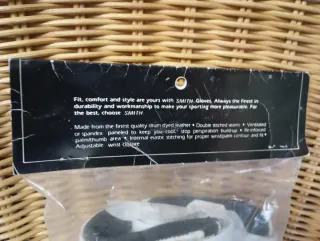 Fit, comfort and style are yours with SMITH Gloves, Always the finest in
durability and workmanship to make your sporting more pleasurable. For
the best, choose SMITH
Made from the finest quality drum dyed leather • Double stitched seams • Ventilated
or spandex paneled to keep you cool, stop perspiration buildup • Reinforced
palm/thumb area • Internal elastic stitching for proper wrist/palm contour and fit •
Adjustable wrist closure